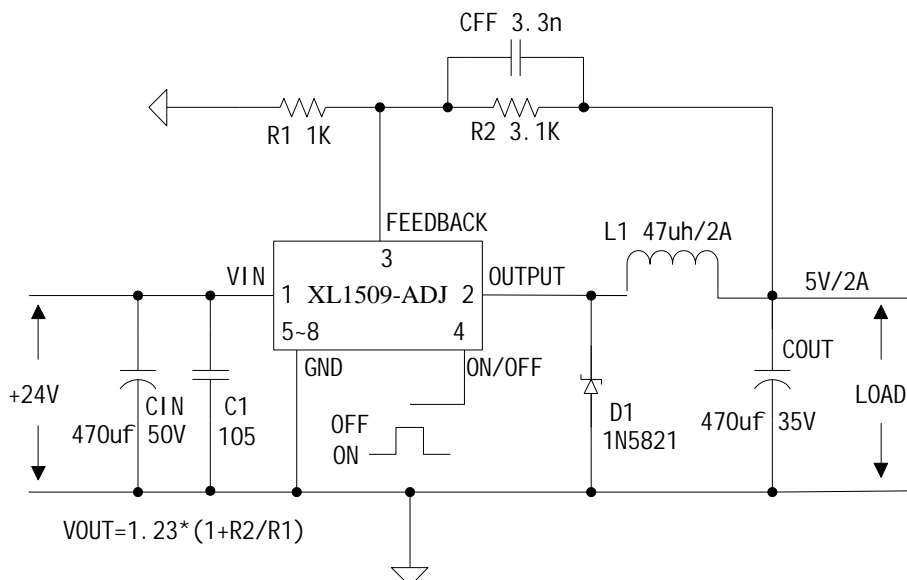 CFF 3.3n
R1 1K
R2 3.1K
FEEDBACK
3
L1 47uh/2A
VIN
OUTPUT
5V/2A
1 XL1509-ADJ 2
5~8 4
GND
ON/OFF
COUT
+24V
CIN
470uf 50V
C1
105
OFF
ON
D1
1N5821
470uf 35V
LOAD
VOUT=1.23*(1+R2/R1)